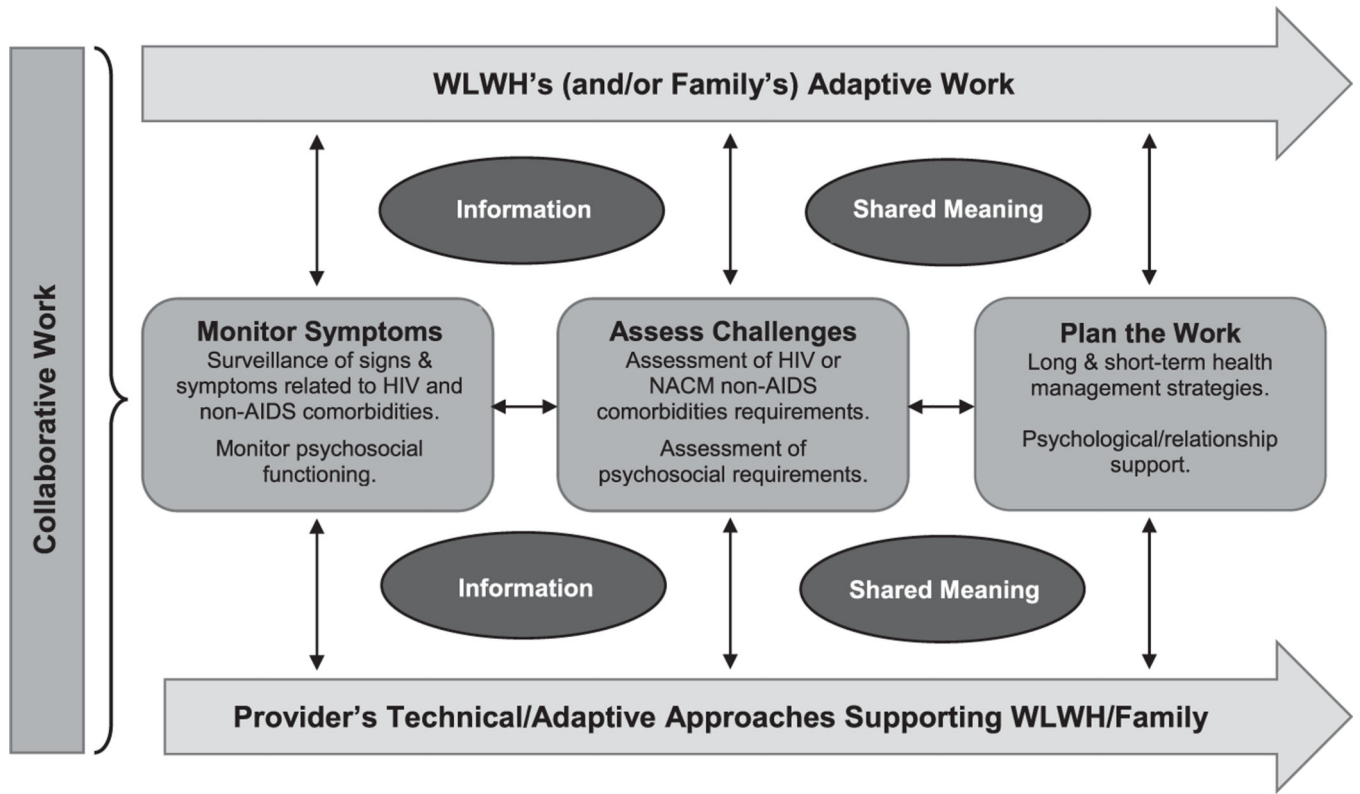 Collaborative Work
WLWH's (and/or Family's) Adaptive Work
Information
Shared Meaning
Monitor Symptoms
Surveillance of signs &
symptoms related to HIV and
non-AIDS comorbidities.
Monitor psychosocial
functioning.
Assess Challenges
Assessment of HIV or
NACM non-AIDS
comorbidities requirements.
Assessment of
psychosocial requirements.
Plan the Work
Long & short-term health
management strategies.
Psychological/relationship
support.
Information
Shared Meaning
Provider's Technical/Adaptive Approaches Supporting WLWH/Family